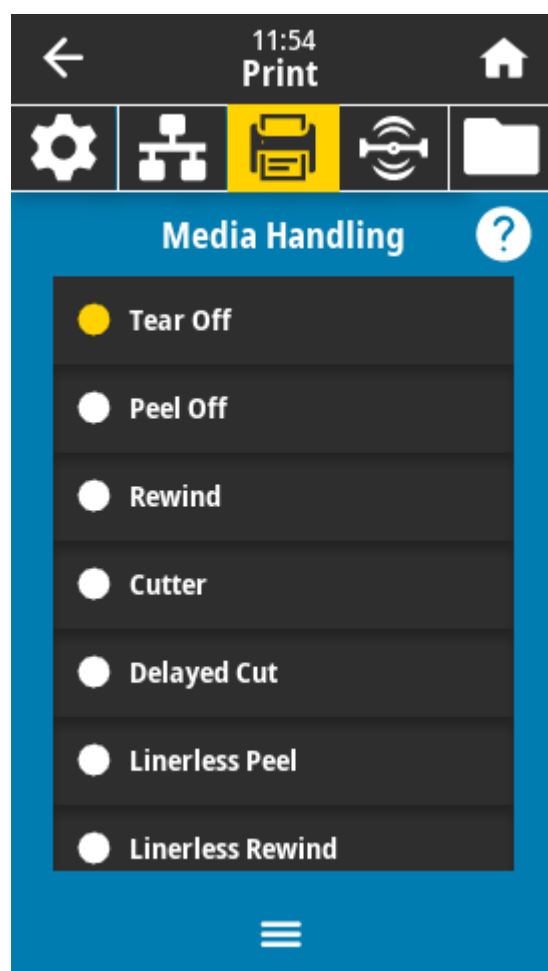 11:54
Print
Media Handling
?
Tear Off
Peel Off
Rewind
Cutter
Delayed Cut
Linerless Peel
Linerless Rewind